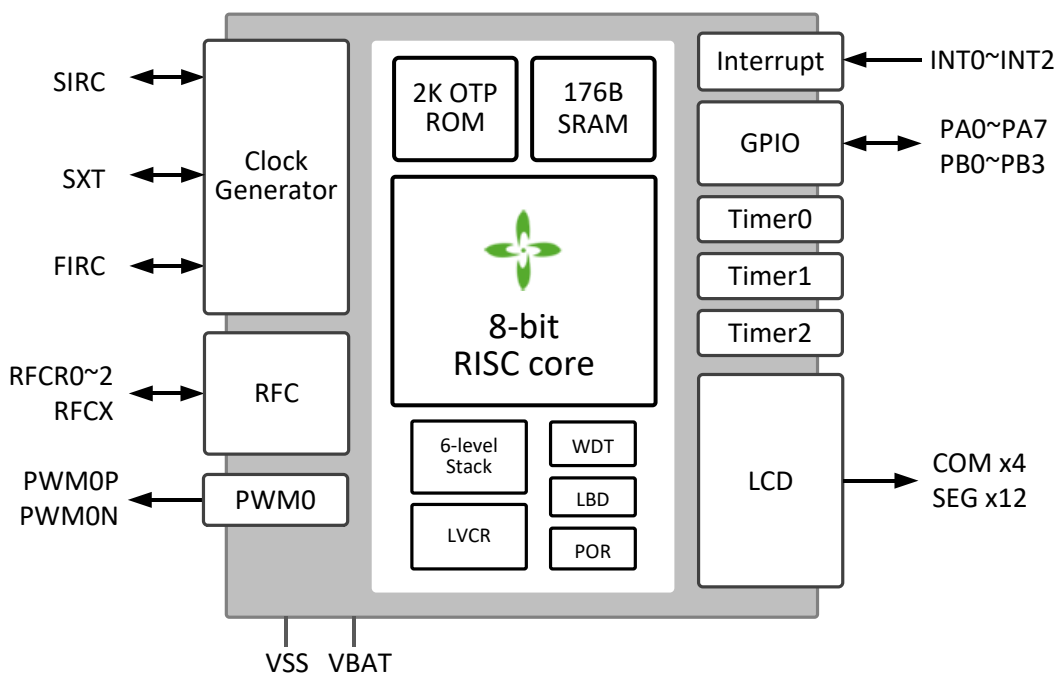 SIRC
SXT
FIRC
Clock
Generator
RFCR0~2
RFCX
RFC
PWM0P
PWM0N
PWM0
2K OTP
ROM
176B
SRAM
8-bit
RISC core
6-level
Stack
WDT
LBD
LVCR
POR
Interrupt
INT0~INT2
GPIO
PA0~PA7
PB0~PB3
Timer0
Timer1
Timer2
LCD
COM x4
SEG x12
VSS
VBAT